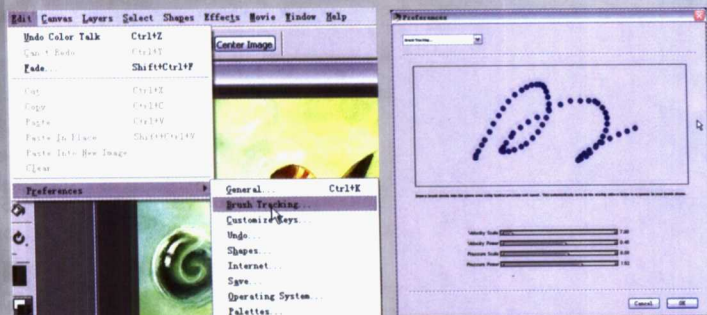 Edit Canvas Layers Select Shapes Effects Movie Window Help
Undo Color Talk Ctrl+Z
Can't Redo Ctrl+Y
Fade... Shift+Ctrl+F
Cut Ctrl+X
Copy Ctrl+C
Paste Ctrl+V
Paste In Place Shift+Ctrl+V
Paste Into New Image
Clear
Preferences
Center Image
General... Ctrl+K
Brush Tracking...
Customize Keys...
Undo...
Shapes...
Internet...
Save...
Operating System...
Palettes...
Preferences
Brush Tracking...
Velocity Scale
Velocity Power
Pressure Scale
Pressure Power
Cancel OK